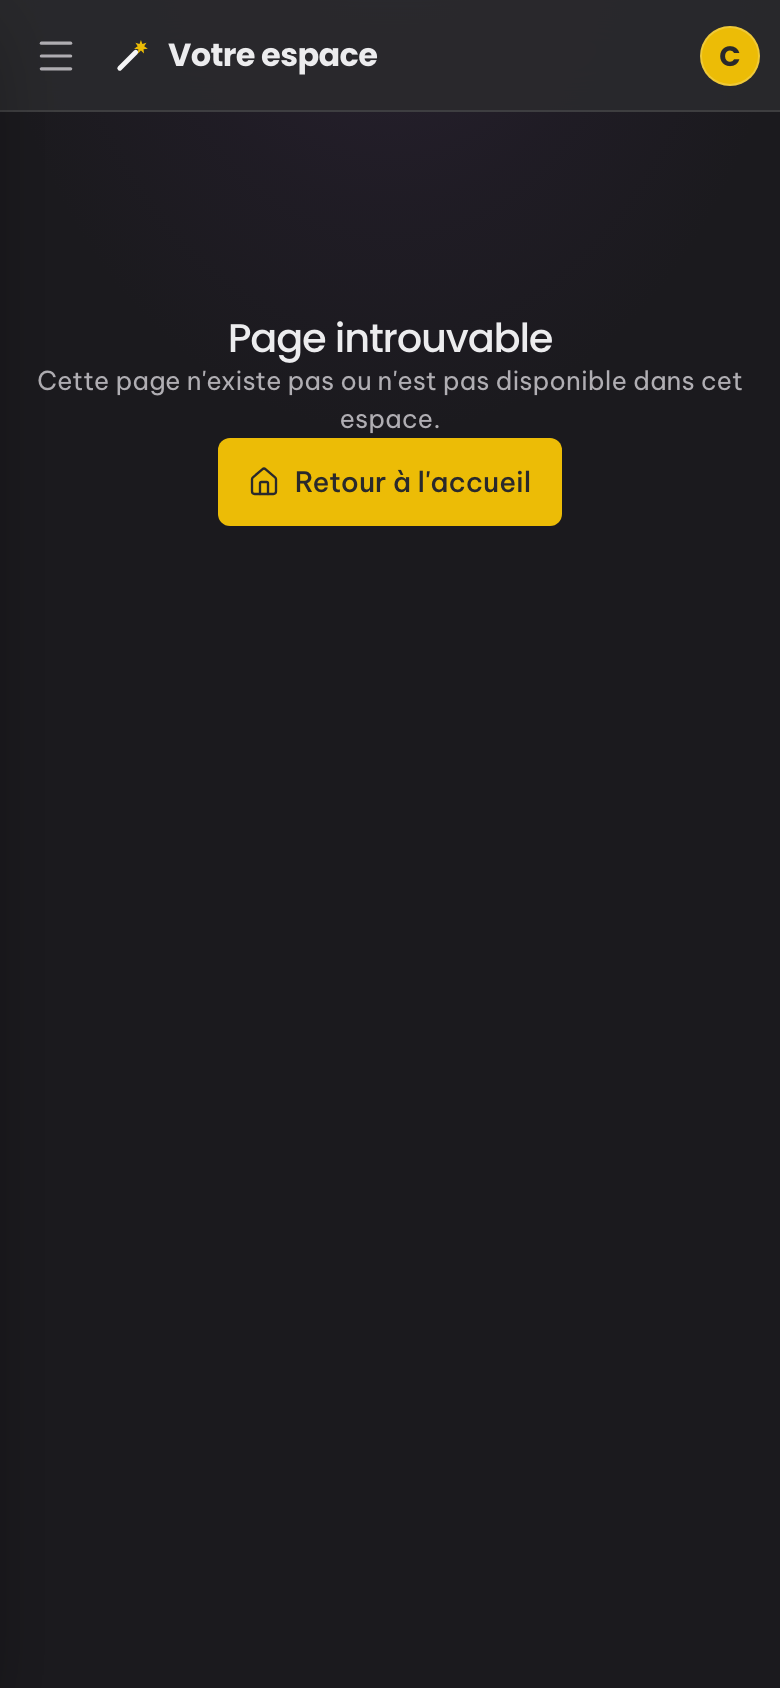 Votre espace
C
Page introuvable
Cette page n'existe pas ou n'est pas disponible dans cet
espace.
Retour à l'accueil